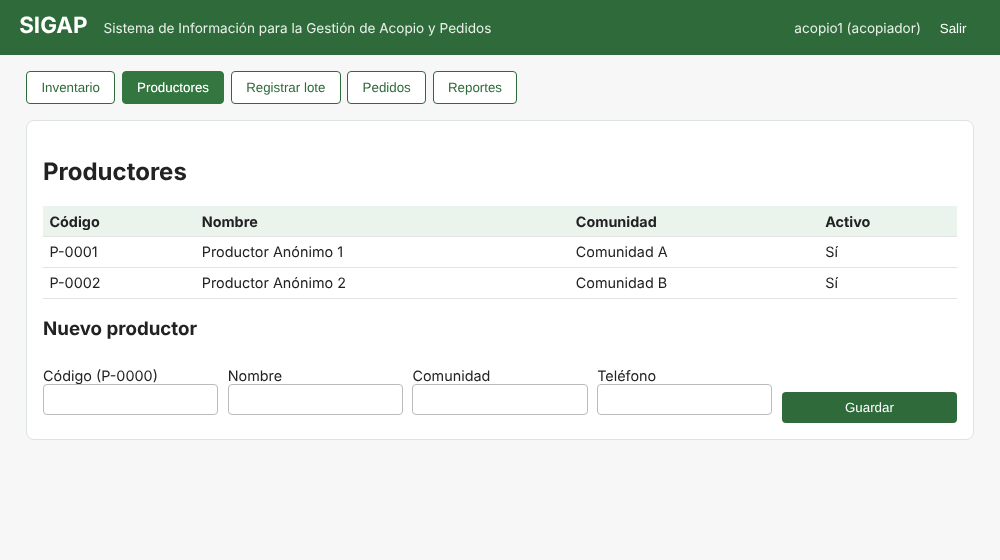 SIGAP Sistema de Información para la Gestión de Acopio y Pedidos acopio1 (acopiador) Salir
Inventario Productores Registrar lote Pedidos Reportes
Productores
Código Nombre Comunidad Activo
P-0001 Productor Anónimo 1 Comunidad A Sí
P-0002 Productor Anónimo 2 Comunidad B Sí
Nuevo productor
Código (P-0000) Nombre Comunidad Teléfono
Guardar